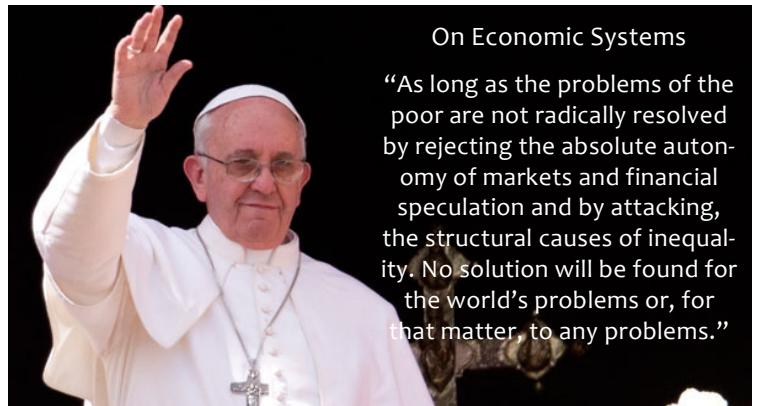 On Economic Systems
“As long as the problems of the
poor are not radically resolved
by rejecting the absolute auton-
omy of markets and financial
speculation and by attacking,
the structural causes of inequal-
ity. No solution will be found for
the world’s problems or, for
that matter, to any problems.”